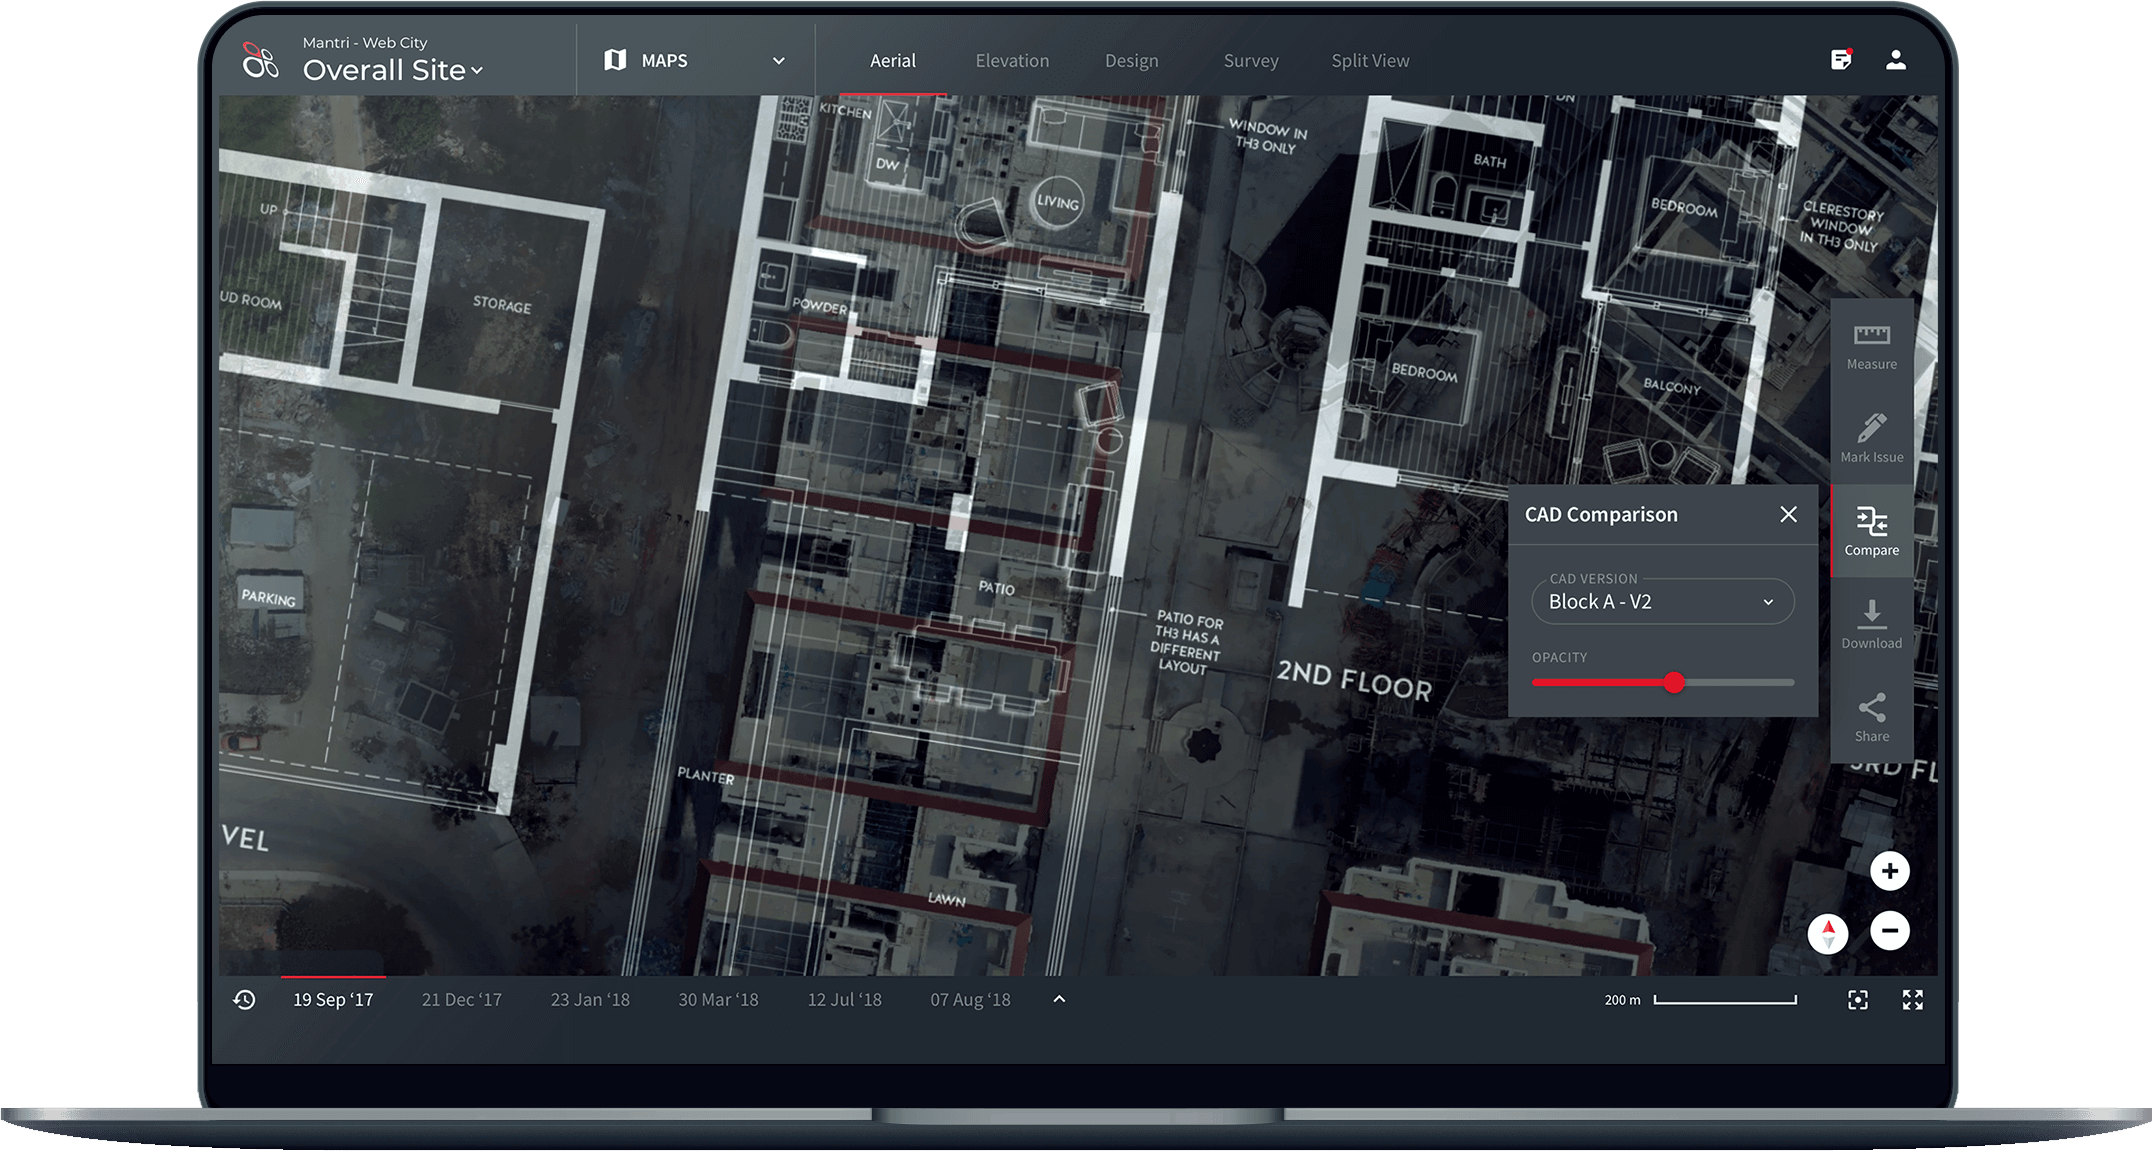 Mantri - Web City
Overall Site
MAPS
Aerial
Elevation
Design
Survey
Split View
KITCHEN
DW
LIVING
WINDOW IN
TH3 ONLY
DN
BATH
BEDROOM
CLERESTORY
WINDOW
IN TH3 ONLY
UP
UD ROOM
STORAGE
POWDER
BEDROOM
BALCONY
PARKING
PATIO
PATIO FOR
TH3 HAS A
DIFFERENT
LAYOUT
2ND FLOOR
PLANTER
LAWN
VEL
3RD FL
Measure
Mark Issue
Compare
Download
Share
CAD Comparison
CAD VERSION
Block A - V2
OPACITY
19 Sep ‘17
21 Dec ‘17
23 Jan ‘18
30 Mar ‘18
12 Jul ‘18
07 Aug ‘18
200 m